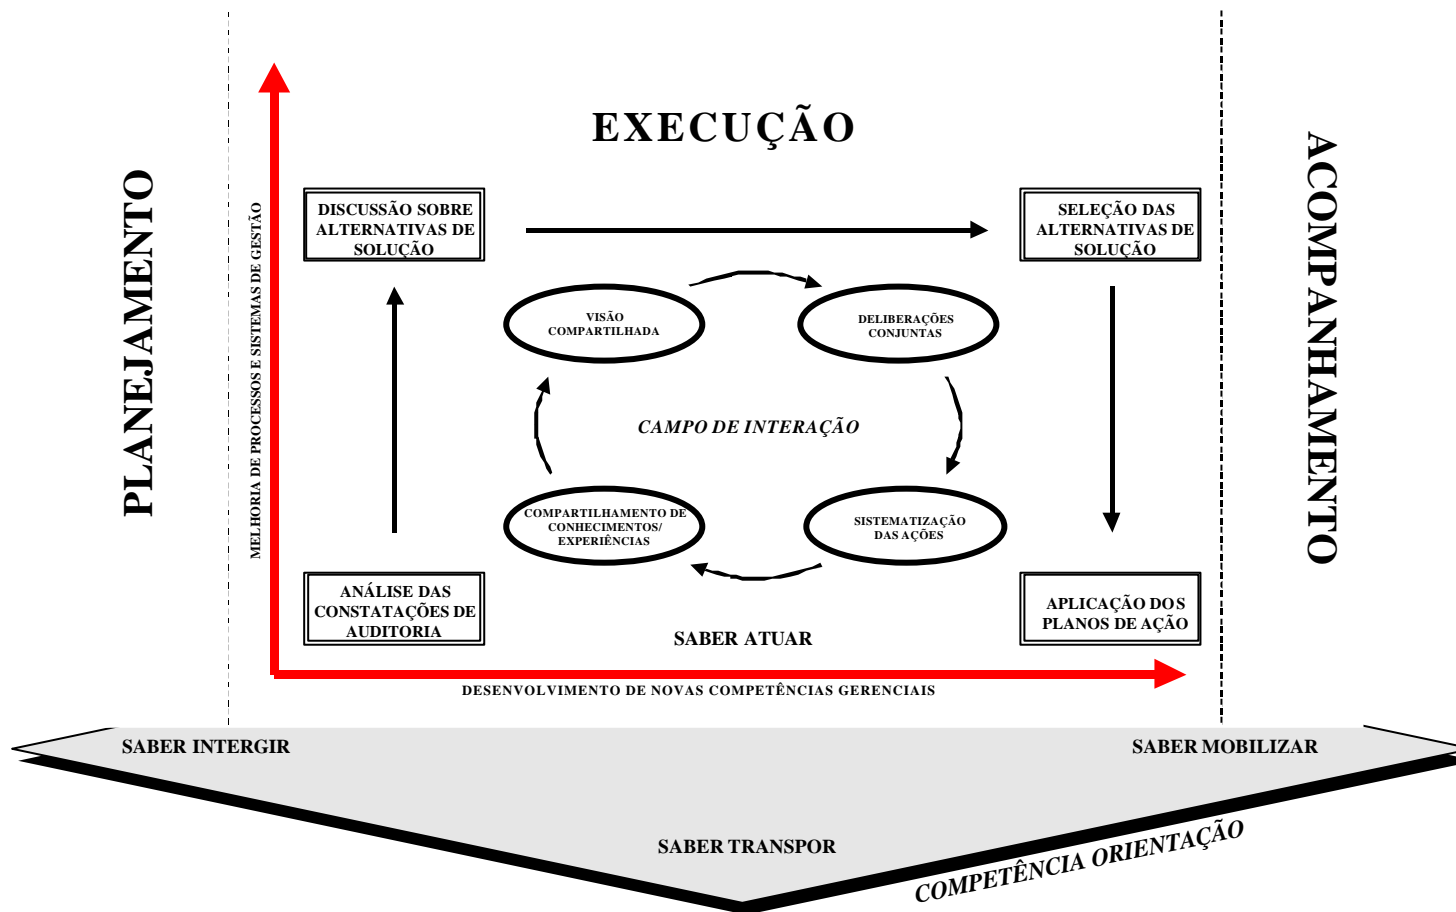 EXECUÇÃO
PLANEJAMENTO
MELHORIA DE PROCESSOS E SISTEMAS DE GESTÃO
DISCUSSÃO SOBRE
ALTERNATIVAS DE
SOLUÇÃO
SELEÇÃO DAS
ALTERNATIVAS DE
SOLUÇÃO
ACOMPANHAMENTO
VISÃO
COMPARTILHADA
DELIBERAÇÕES
CONJUNTAS
CAMPO DE INTERAÇÃO
COMPARTILHAMENTO DE
CONHECIMENTOS/
EXPERIÊNCIAS
SISTEMATIZAÇÃO
DAS AÇÕES
ANÁLISE DAS
CONSTATAÇÕES DE
AUDITORIA
APLICAÇÃO DOS
PLANOS DE AÇÃO
SABER ATUAR
DESENVOLVIMENTO DE NOVAS COMPETÊNCIAS GERENCIAIS
SABER INTERGIR
SABER MOBILIZAR
SABER TRANSPOR
COMPETÊNCIA ORIENTAÇÃO